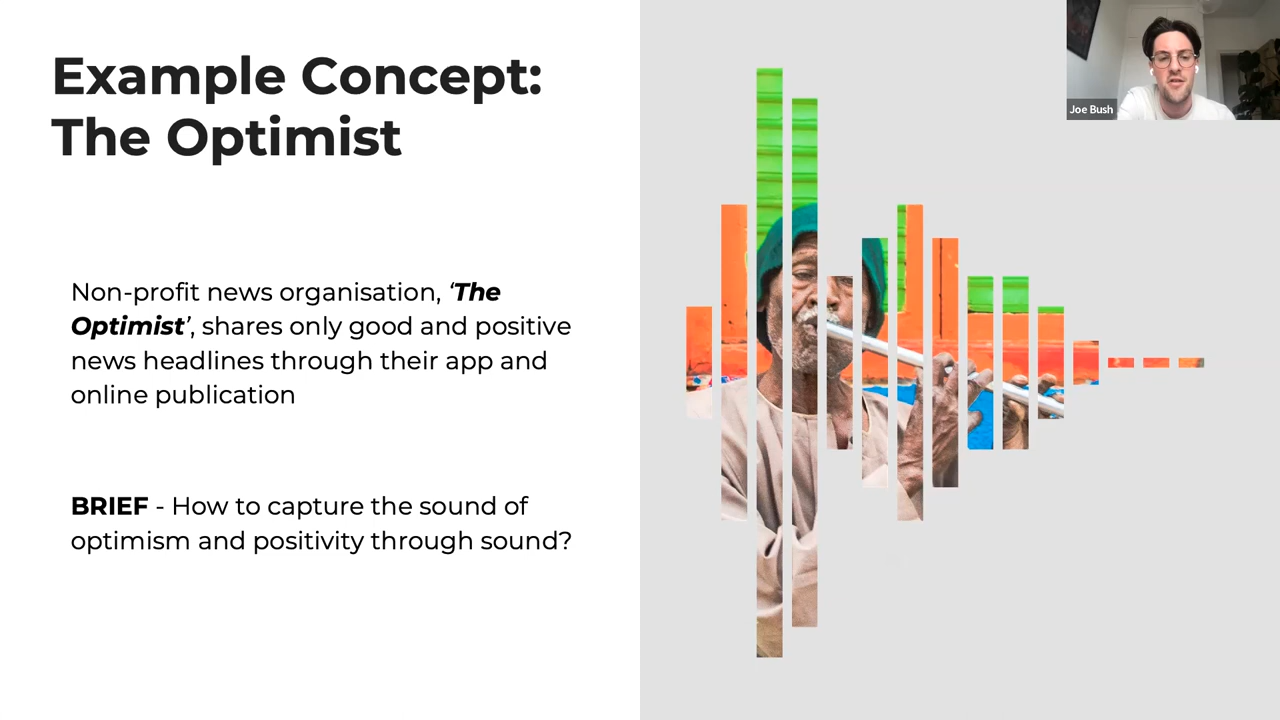 Example Concept:
The Optimist
Non-profit news organisation, ‘The
Optimist’, shares only good and positive
news headlines through their app and
online publication
BRIEF - How to capture the sound of
optimism and positivity through sound?
Joe Bush